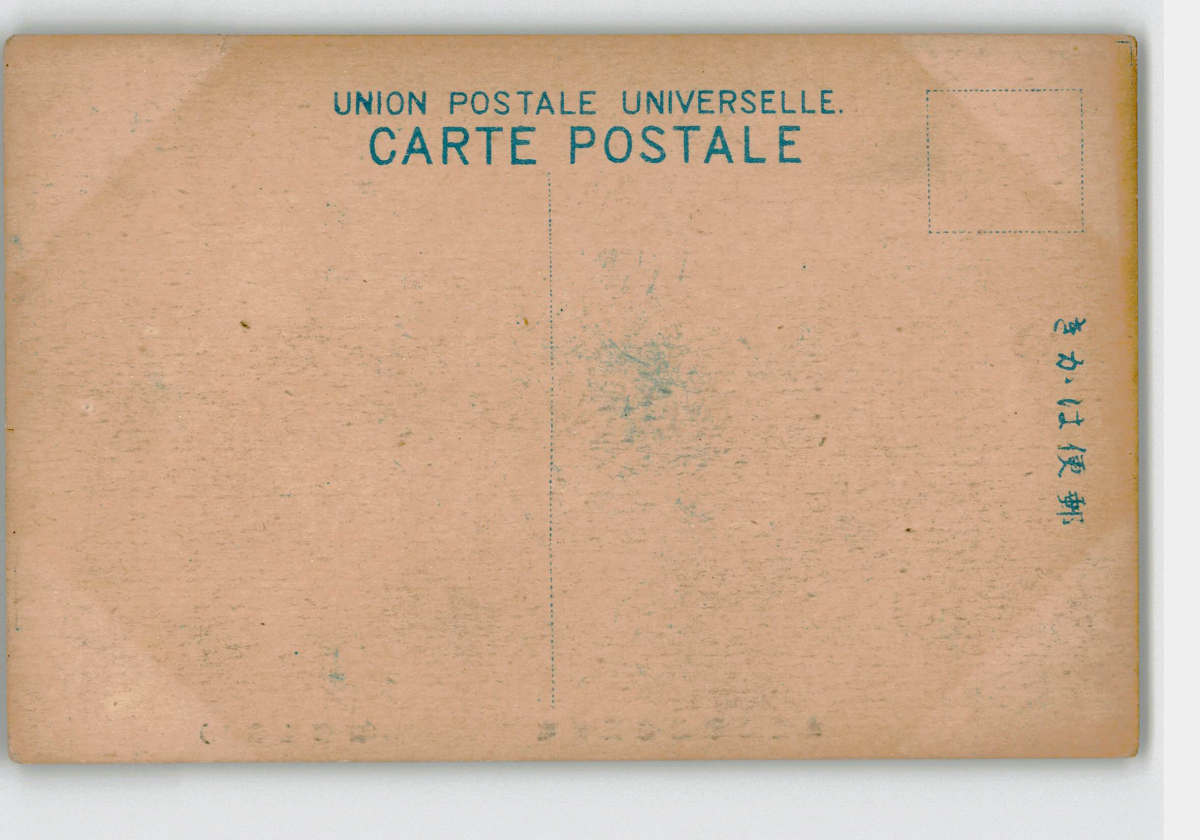 UNION POSTALE UNIVERSELLE.
CARTE POSTALE
郵便はかき